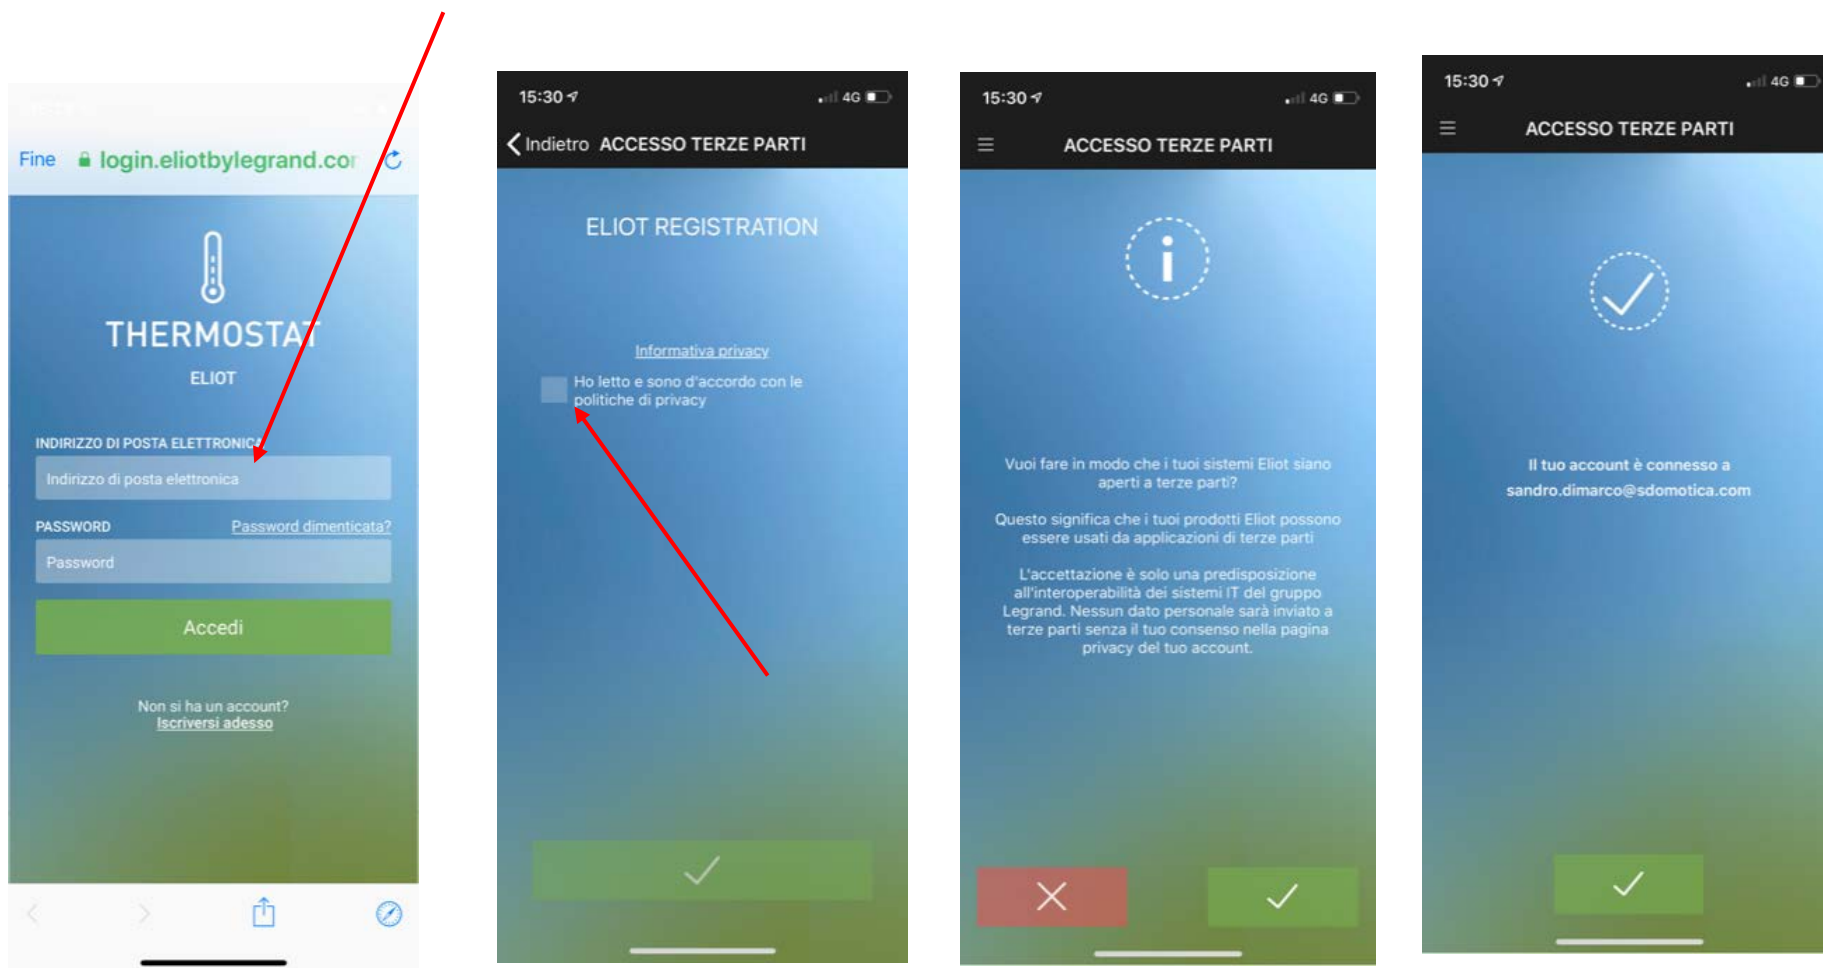 Fine login.eliotbylegrand.cor
THERMOSTAT
ELIOT
INDIRIZZO DI POSTA ELETTRONICA
Indirizzo di posta elettronica
PASSWORD Password dimenticata?
Password
Accedi
Non si ha un account?
Iscriversi adesso
15:30 4G
Indietro ACCESSO TERZE PARTI
ELIOT REGISTRATION
Informativa privacy
Ho letto e sono d'accordo con le
politiche di privacy
15:30 4G
ACCESSO TERZE PARTI
i
Vuoi fare in modo che i tuoi sistemi Eliot siano
aperti a terze parti?
Questo significa che i tuoi prodotti Eliot possono
essere usati da applicazioni di terze parti
L'accettazione è solo una predisposizione
all'interoperabilità dei sistemi IT del gruppo
Legrand. Nessun dato personale sarà inviato a
terze parti senza il tuo consenso nella pagina
privacy del tuo account.
15:30 4G
ACCESSO TERZE PARTI
Il tuo account è connesso a
sandro.dimarco@sdomotica.com